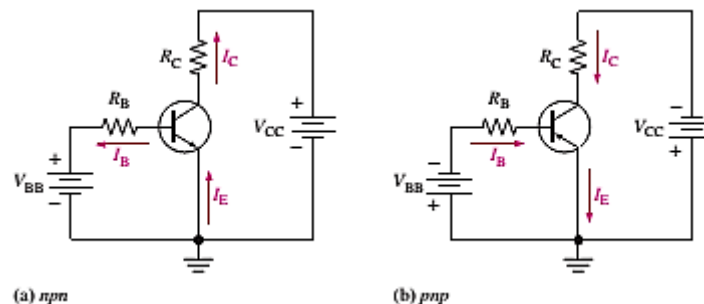 R_C
I_C
R_B
+
V_CC
−
+
I_B
V_BB
−
I_E
(a) npn
R_C
I_C
R_B
−
V_CC
+
−
I_B
V_BB
+
I_E
(b) pnp